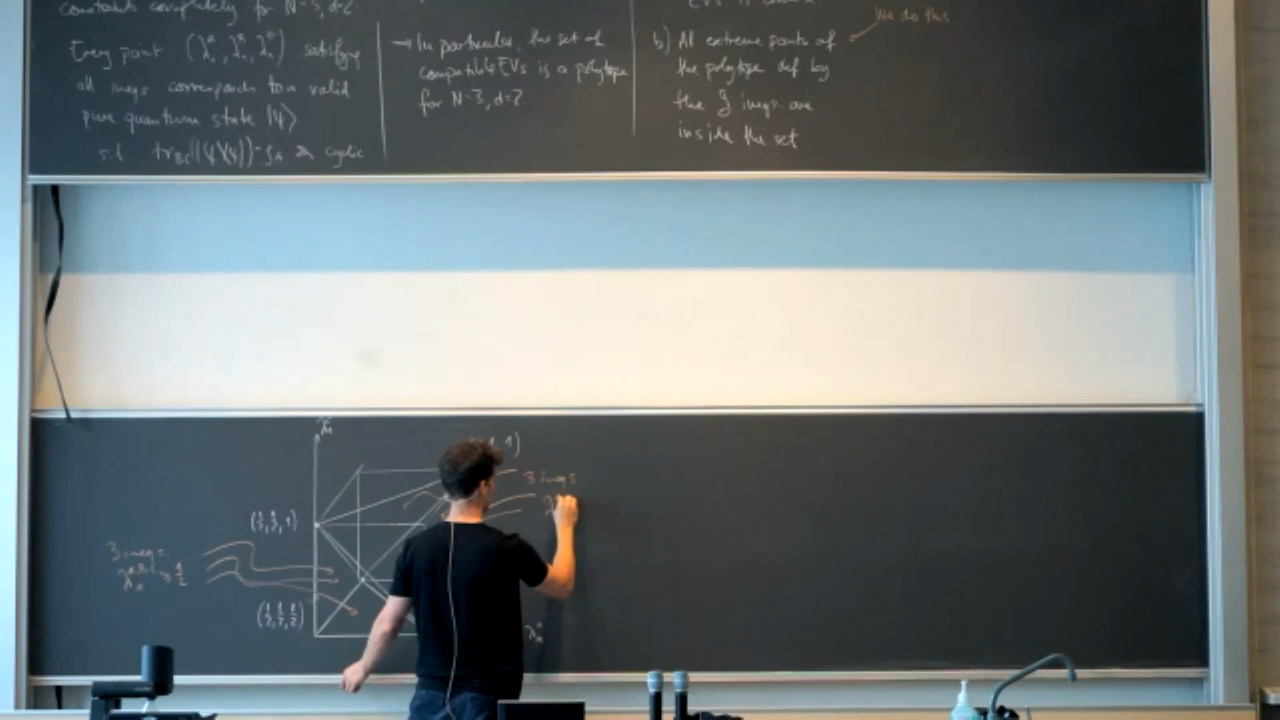 constraints completely for N=3, d=2
Every point (λ, λ, λ) satisfying
all ineqs corresponds to a valid
pure quantum state |ψ⟩
s.t. tr_BC(|ψ⟩⟨ψ|) = ρ_A & cyclic
→ In particular, the set of
compatible EVs is a polytope
for N=3, d=2
We do this
b) All extreme points of
the polytope def by
the ineqs are
inside the set
3 ineqs
3 ineqs.
(½, ½, 1)
(½, ½, ½)